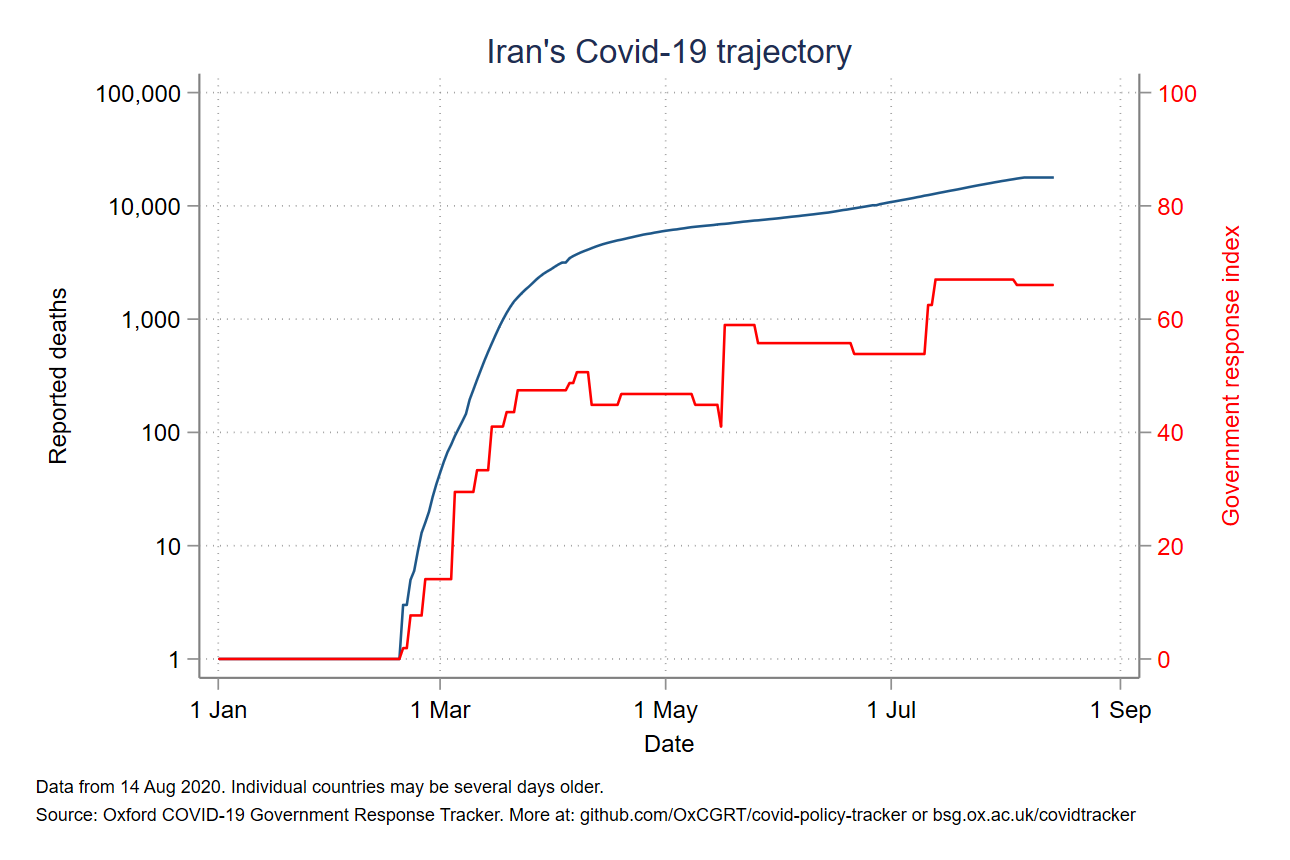 Iran's Covid-19 trajectory
100,000
10,000
1,000
100
10
1
Reported deaths
100
80
60
40
20
0
Government response index
1 Jan 1 Mar 1 May 1 Jul 1 Sep
Date
Data from 14 Aug 2020. Individual countries may be several days older.
Source: Oxford COVID-19 Government Response Tracker. More at: github.com/OxCGRT/covid-policy-tracker or bsg.ox.ac.uk/covidtracker